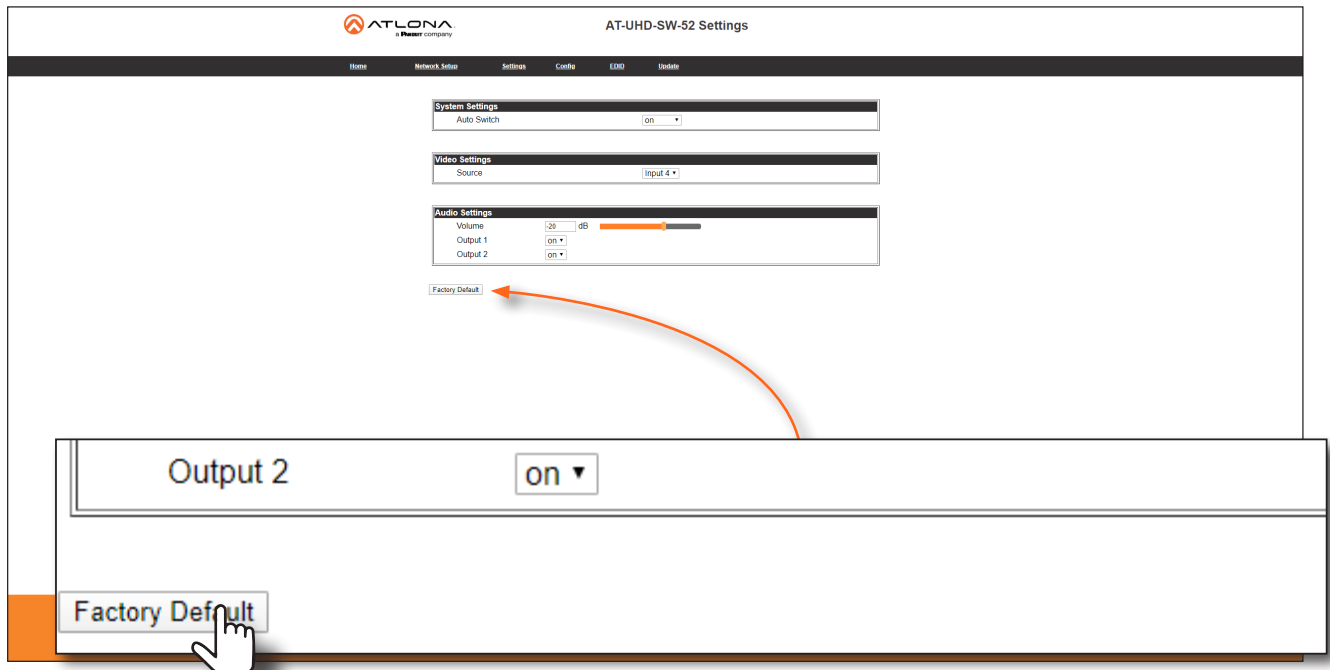 ATLONA
AT-UHD-SW-52 Settings
a PANDUIT company
Home Network Setup Settings Config EDID Update
System Settings
Auto Switch on
Video Settings
Source Input 4
Audio Settings
Volume -20 dB
Output 1 on
Output 2 on
Factory Default
Output 2 on
Factory Default